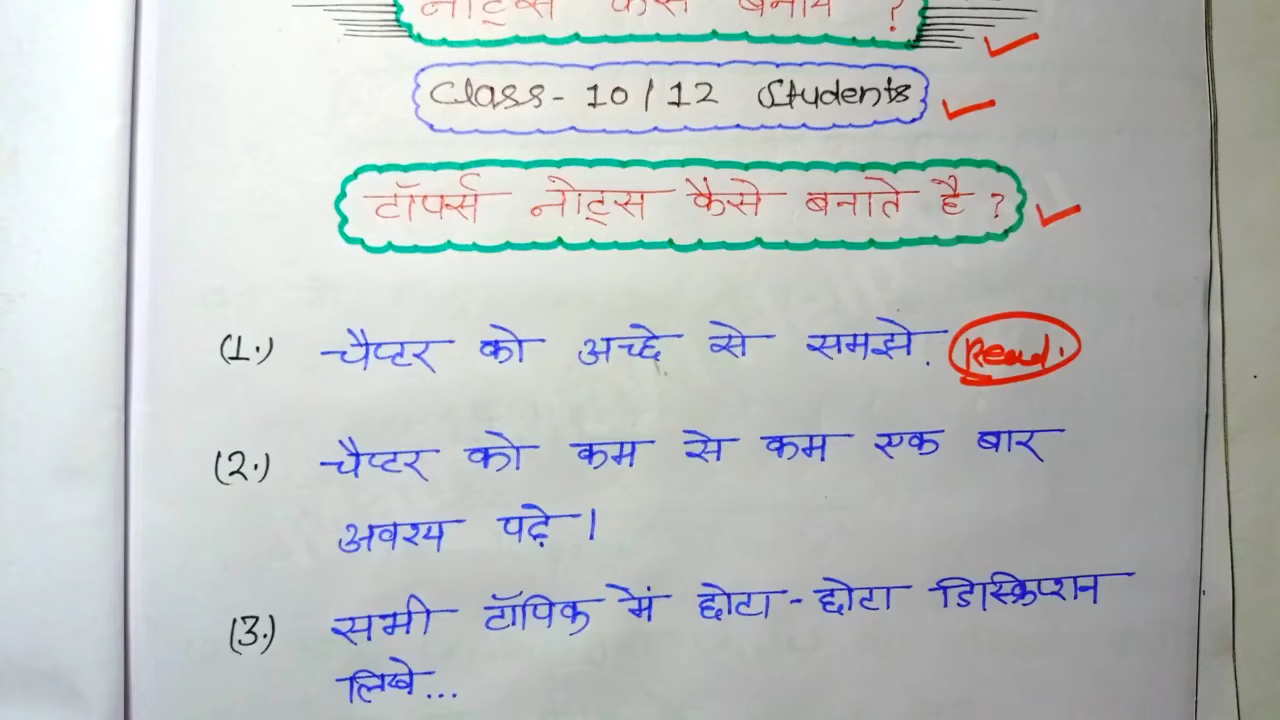 नोट्स कैसे बनाये ?
Class- 10/12 Students
टॉपर्स नोट्स कैसे बनाते है ?
(1.) चैप्टर को अच्छे से समझे. Read.
(2.) चैप्टर को कम से कम एक बार
अवश्य पढ़े ।
(3.) सभी टॉपिक में छोटा-छोटा डिस्क्रिप्शन
लिखे...